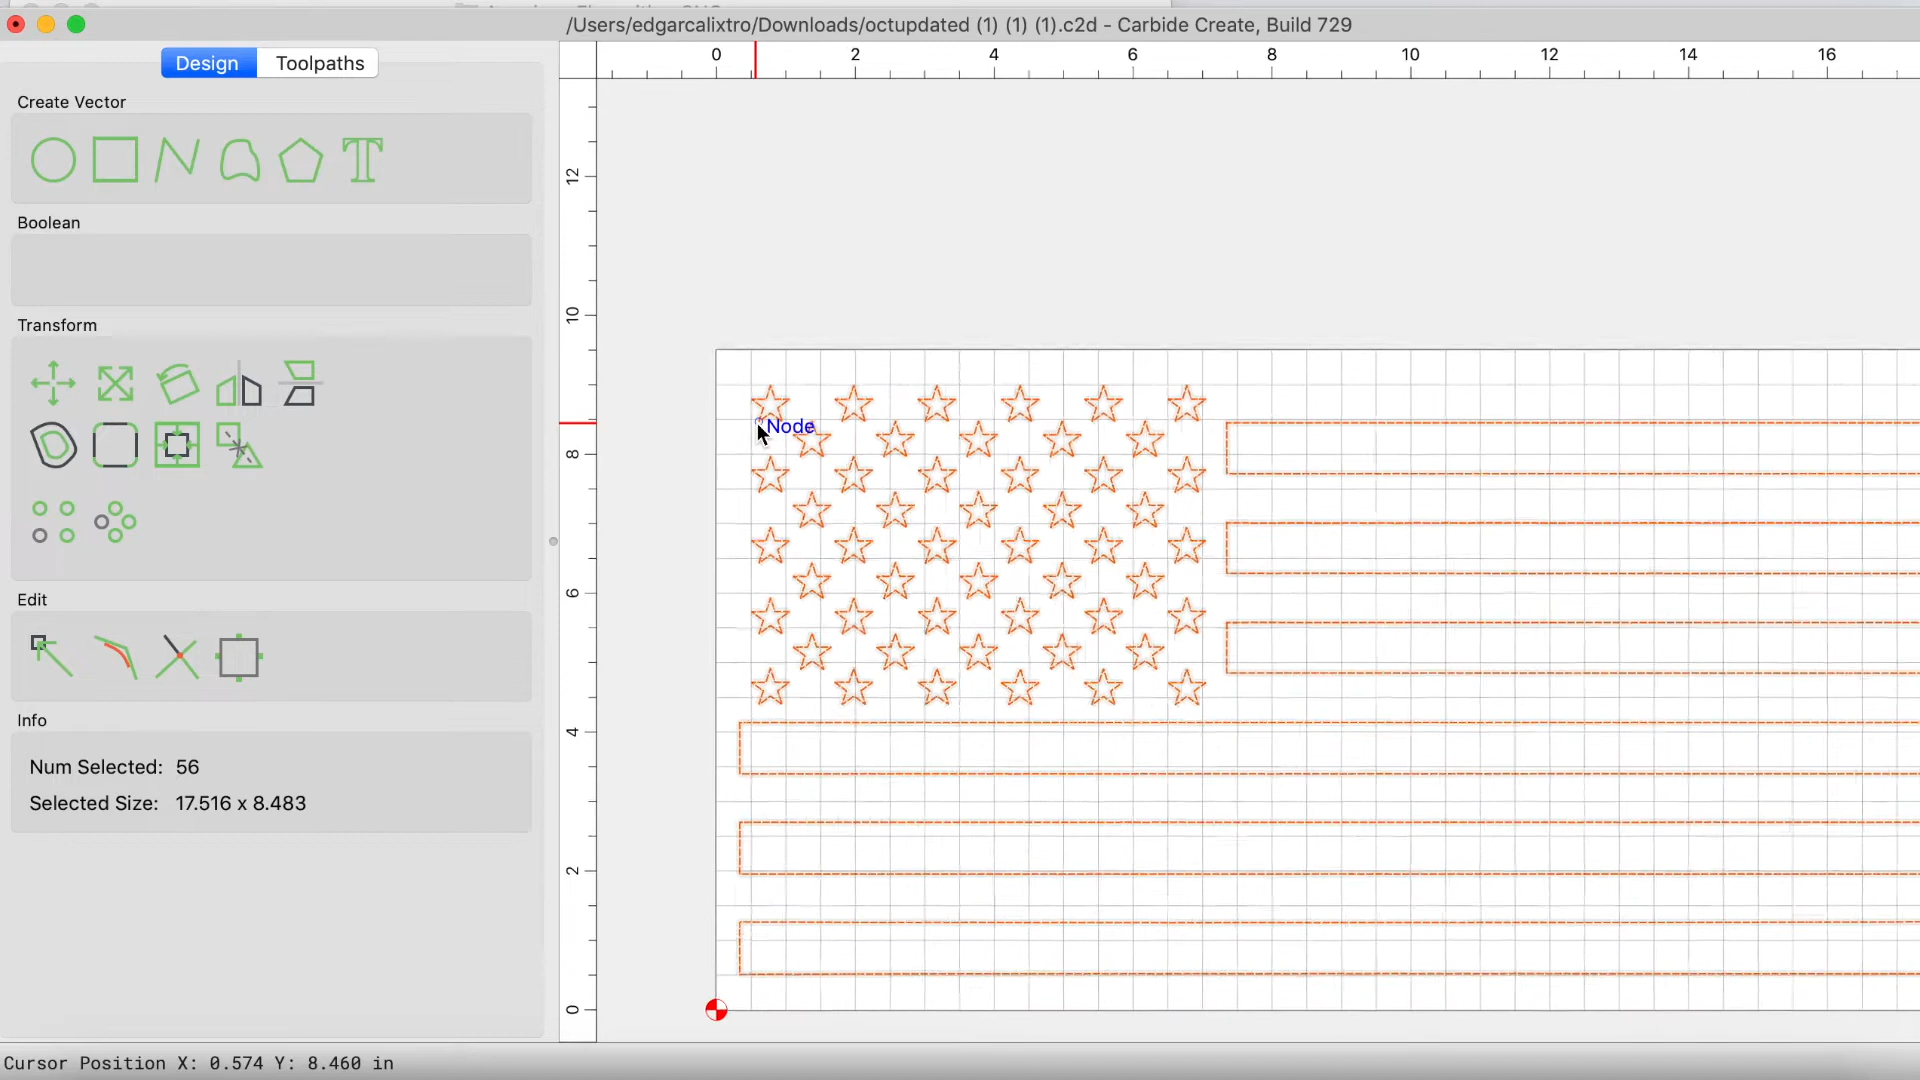 /Users/edgarcalixtro/Downloads/octupdated (1) (1) (1).c2d - Carbide Create, Build 729
Design
Toolpaths
0 2 4 6 8 10 12 14 16
Create Vector
Boolean
Transform
Edit
Info
Num Selected: 56
Selected Size: 17.516 x 8.483
12
10
8
6
4
2
0
Node
Cursor Position X: 0.574 Y: 8.460 in